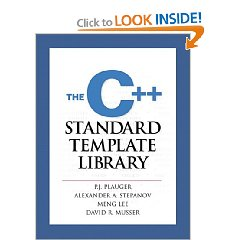 Click to LOOK INSIDE!
THE C++
STANDARD
TEMPLATE
LIBRARY
P.J. PLAUGER
ALEXANDER A. STEPANOV
MENG LEE
DAVID R. MUSSER